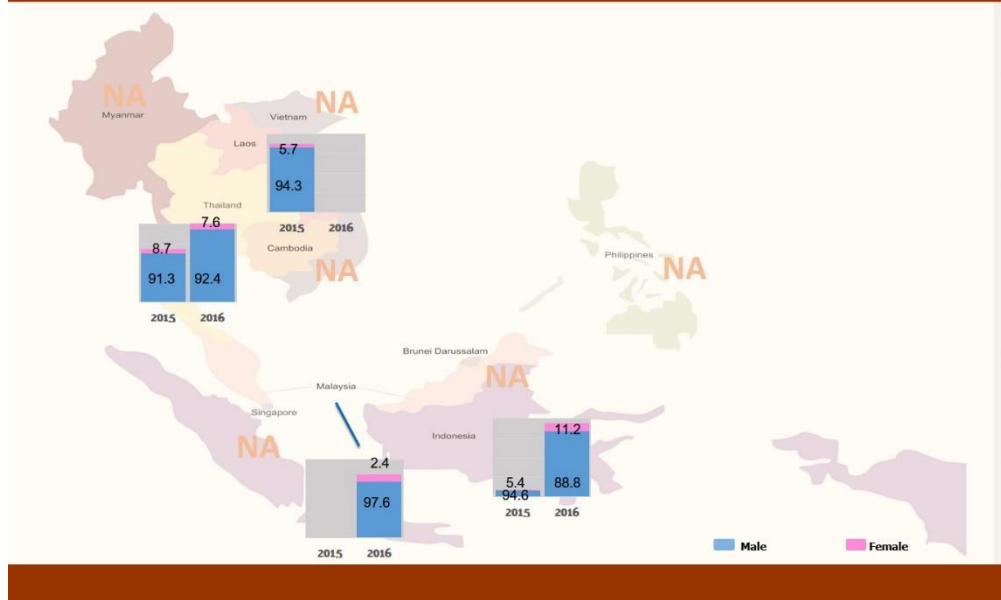 NA
Myanmar
NA
Vietnam
Laos
5.7
94.3
2015 2016
Thailand
7.6
8.7
91.3 92.4
2015 2016
Cambodia
NA
Philippines
NA
Brunei Darussalam
NA
Malaysia
Singapore
NA
Indonesia
11.2
5.4
88.8
94.6
2015 2016
2.4
97.6
2015 2016
Male Female